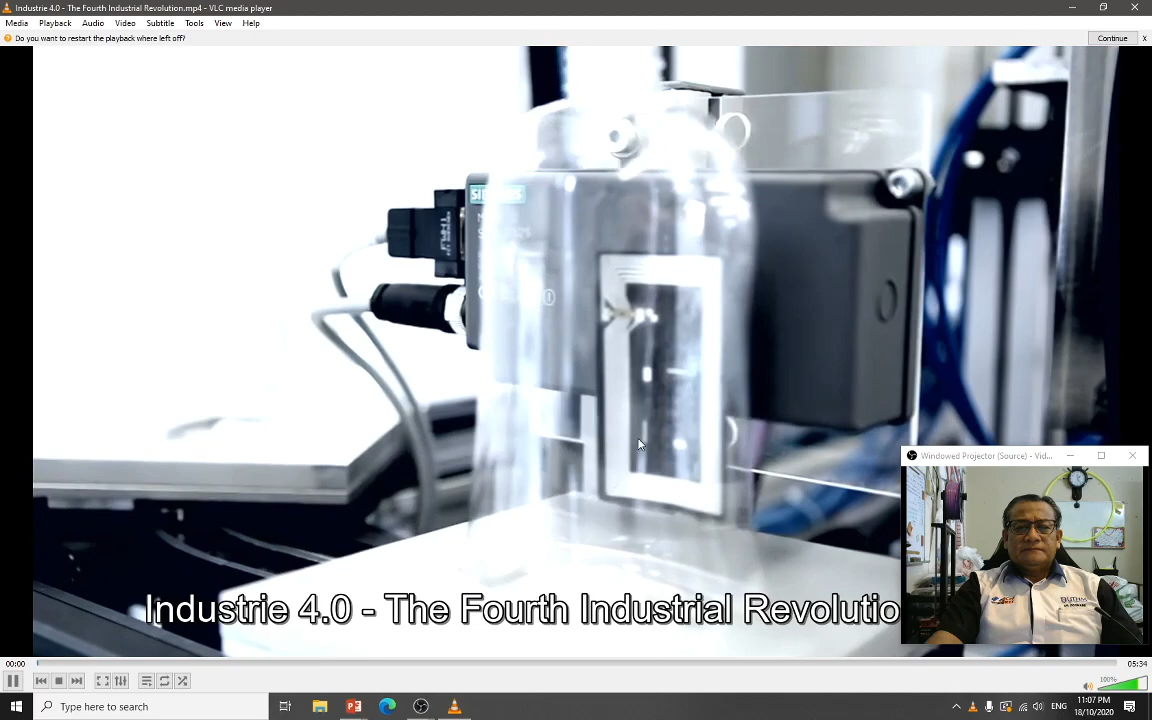 Industrie 4.0 - The Fourth Industrial Revolution.mp4 - VLC media player
Media Playback Audio Video Subtitle Tools View Help
Do you want to restart the playback where left off?
Continue
x
SIEMENS
Windowed Projector (Source) - Vid...
Industrie 4.0 - The Fourth Industrial Revolutio
00:00
05:34
100%
Type here to search
ENG
11:07 PM
18/10/2020